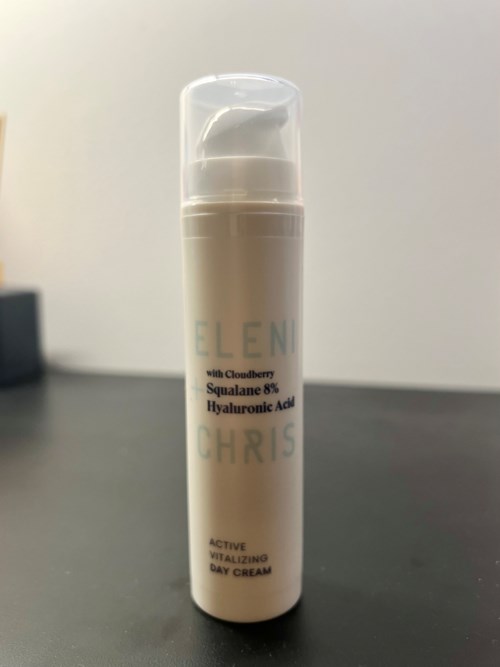 ELENI
with Cloudberry
Squalane 8%
Hyaluronic Acid
CHRIS
ACTIVE
VITALIZING
DAY CREAM